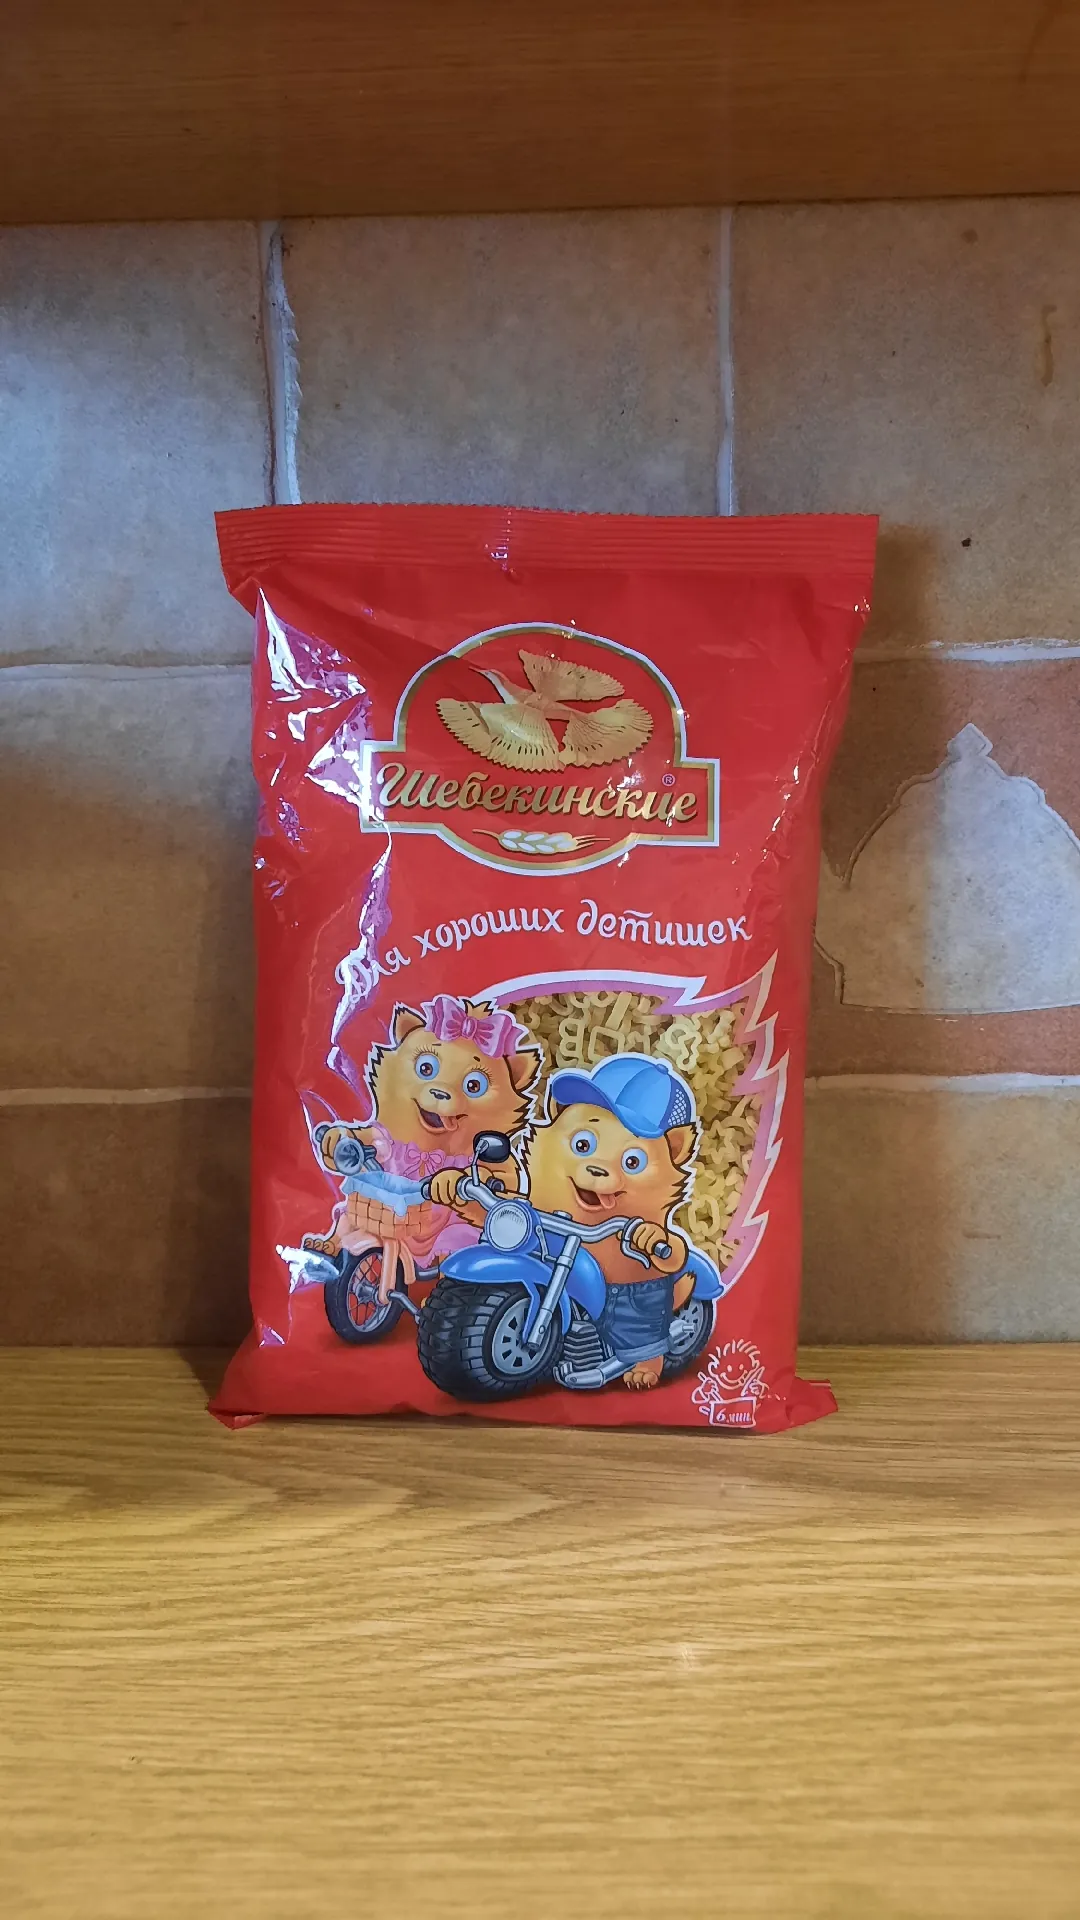 Шебекинские®
Для хороших детишек
6 мин.